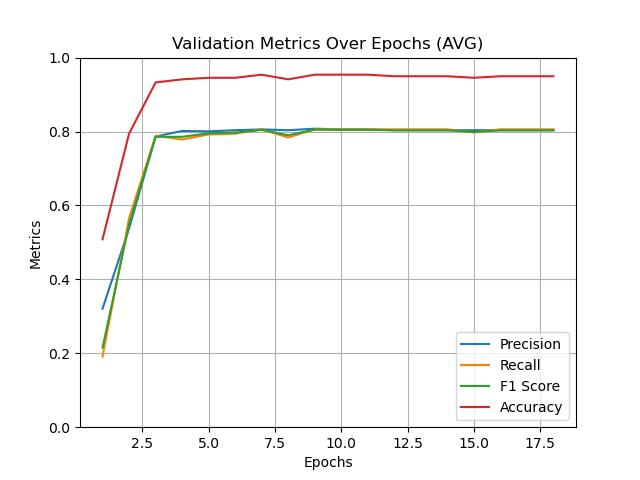 Validation Metrics Over Epochs (AVG)
1.0
0.8
0.6
0.4
0.2
0.0
Metrics
2.5 5.0 7.5 10.0 12.5 15.0 17.5
Epochs
Precision
Recall
F1 Score
Accuracy